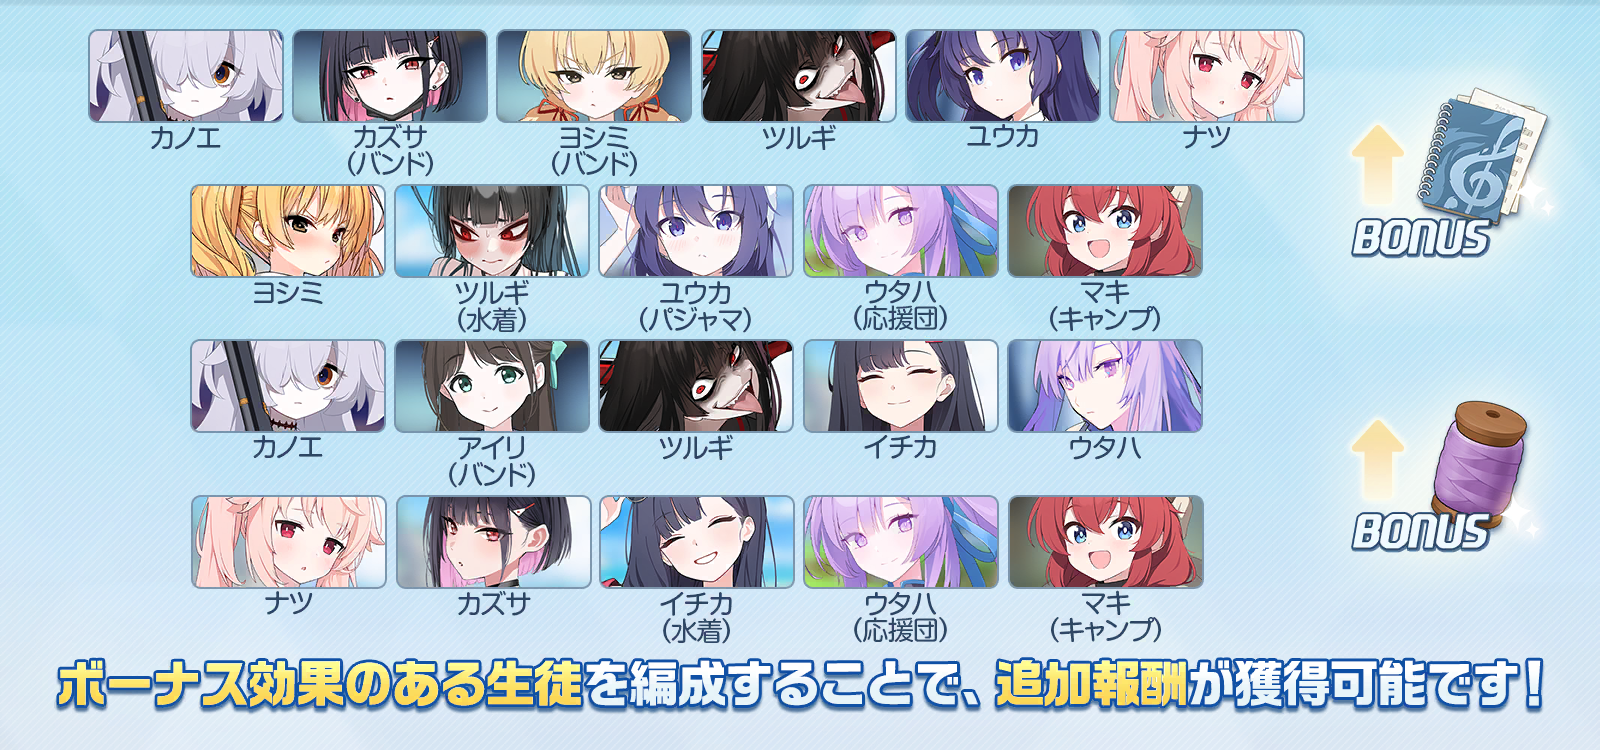 カノエ
カズサ
(バンド)
ヨシミ
(バンド)
ツルギ
ユウカ
ナツ
BONUS
ヨシミ
ツルギ
(水着)
ユウカ
(パジャマ)
ウタハ
(応援団)
マキ
(キャンプ)
カノエ
アイリ
(バンド)
ツルギ
イチカ
ウタハ
BONUS
ナツ
カズサ
イチカ
(水着)
ウタハ
(応援団)
マキ
(キャンプ)
ボーナス効果のある生徒を編成することで、追加報酬が獲得可能です!